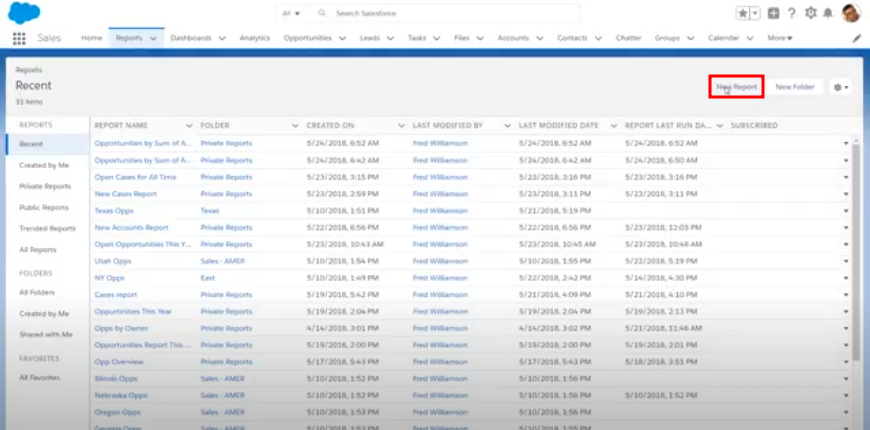 All Search Salesforce
Sales Home Reports Dashboards Analytics Opportunities Leads Tasks Files Accounts Contacts Chatter Groups Calendar More
Reports
Recent
31 items
New Report New Folder
REPORTS
Recent
Created by Me
Private Reports
Public Reports
Trended Reports
All Reports
FOLDERS
All Folders
Created by Me
Shared with Me
FAVORITES
All Favorites
REPORT NAME FOLDER CREATED ON LAST MODIFIED BY LAST MODIFIED DATE REPORT LAST RUN DA... SUBSCRIBED
Opportunities by Sum of A... Private Reports 5/24/2018, 6:52 AM Fred Williamson 5/24/2018, 6:52 AM 5/24/2018, 6:52 AM
Opportunities by Sum of A... Private Reports 5/24/2018, 6:42 AM Fred Williamson 5/24/2018, 6:42 AM 5/24/2018, 6:50 AM
Open Cases for All Time Private Reports 5/23/2018, 3:15 PM Fred Williamson 5/23/2018, 3:16 PM 5/23/2018, 3:16 PM
New Cases Report Private Reports 5/23/2018, 2:59 PM Fred Williamson 5/23/2018, 3:11 PM 5/23/2018, 3:11 PM
Texas Opps Texas 5/10/2018, 1:51 PM Fred Williamson 5/21/2018, 5:19 PM
New Accounts Report Private Reports 5/22/2018, 6:56 PM Fred Williamson 5/22/2018, 6:56 PM 5/23/2018, 12:03 PM
Open Opportunities This Y... Private Reports 5/23/2018, 10:43 AM Fred Williamson 5/23/2018, 10:45 AM 5/23/2018, 10:48 AM
Utah Opps Sales - AMER 5/10/2018, 1:54 PM Fred Williamson 5/10/2018, 1:55 PM 5/22/2018, 5:19 PM
NY Opps East 5/10/2018, 1:49 PM Fred Williamson 5/22/2018, 2:42 PM 5/14/2018, 4:30 PM
Cases report Private Reports 5/19/2018, 5:42 PM Fred Williamson 5/21/2018, 4:09 PM 5/21/2018, 4:10 PM
Oppurtinities This Year Private Reports 5/19/2018, 2:04 PM Fred Williamson 5/19/2018, 2:04 PM 5/19/2018, 2:13 PM
Opps by Owner Private Reports 4/14/2018, 3:01 PM Fred Williamson 4/14/2018, 3:02 PM 5/21/2018, 11:46 AM
Opportunities Report This ... Private Reports 5/19/2018, 2:00 PM Fred Williamson 5/19/2018, 2:00 PM 5/19/2018, 2:01 PM
Opp Overview Private Reports 5/17/2018, 5:43 PM Fred Williamson 5/17/2018, 5:43 PM 5/18/2018, 3:51 PM
Illinois Opps Sales - AMER 5/10/2018, 1:52 PM Fred Williamson 5/10/2018, 1:56 PM
Nebraska Opps Sales - AMER 5/10/2018, 1:52 PM Fred Williamson 5/10/2018, 1:56 PM 5/10/2018, 1:52 PM
Oregon Opps Sales - AMER 5/10/2018, 1:53 PM Fred Williamson 5/10/2018, 1:56 PM
Georgia Opps Sales - AMER 5/10/2018, 1:54 PM Fred Williamson 5/10/2018, 1:55 PM